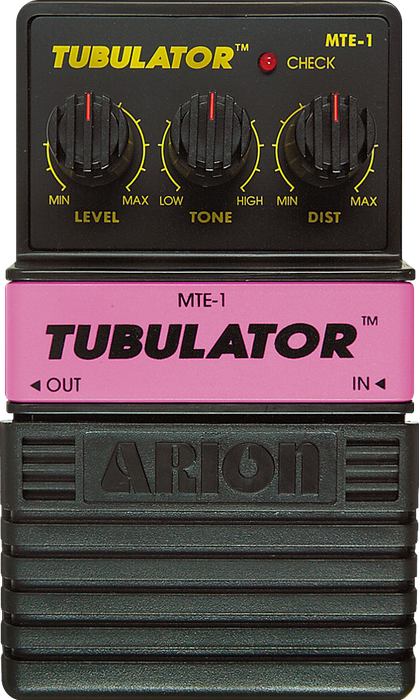 TUBULATOR™
MTE-1
CHECK
MIN MAX LOW HIGH MIN MAX
LEVEL TONE DIST
MTE-1
TUBULATOR™
◄ OUT IN ◄
ARION